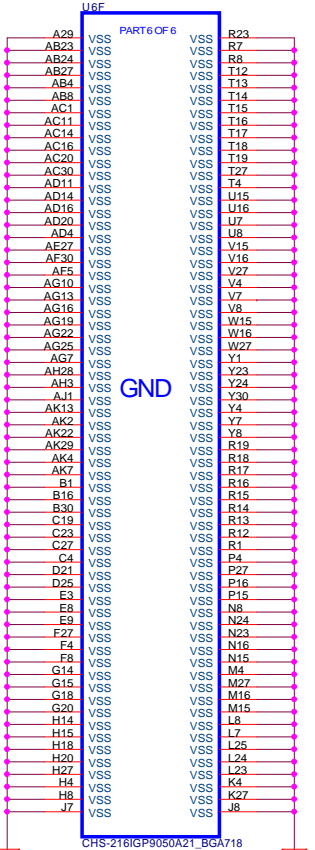 U6F
PART 6 OF 6
A29 VSS VSS R23
AB23 VSS VSS R7
AB24 VSS VSS R8
AB27 VSS VSS T12
AB4 VSS VSS T13
AB8 VSS VSS T14
AC1 VSS VSS T15
AC11 VSS VSS T16
AC14 VSS VSS T17
AC16 VSS VSS T18
AC20 VSS VSS T19
AC30 VSS VSS T27
AD11 VSS VSS T4
AD14 VSS VSS U15
AD16 VSS VSS U16
AD20 VSS VSS U7
AD4 VSS VSS U8
AE27 VSS VSS V15
AF30 VSS VSS V16
AF5 VSS VSS V27
AG10 VSS VSS V4
AG13 VSS VSS V7
AG16 VSS VSS V8
AG19 VSS VSS W15
AG22 VSS VSS W16
AG25 VSS VSS W27
AG7 VSS VSS Y1
AH28 VSS VSS Y23
AH3 VSS GND VSS Y24
AJ1 VSS VSS Y30
AK13 VSS VSS Y4
AK2 VSS VSS Y7
AK22 VSS VSS Y8
AK29 VSS VSS R19
AK4 VSS VSS R18
AK7 VSS VSS R17
B1 VSS VSS R16
B16 VSS VSS R15
B30 VSS VSS R14
C19 VSS VSS R13
C23 VSS VSS R12
C27 VSS VSS R1
C4 VSS VSS P4
D21 VSS VSS P27
D25 VSS VSS P16
E3 VSS VSS P15
E8 VSS VSS N8
E9 VSS VSS N24
F27 VSS VSS N23
F4 VSS VSS N16
F8 VSS VSS N15
G14 VSS VSS M4
G15 VSS VSS M27
G18 VSS VSS M16
G20 VSS VSS M15
H14 VSS VSS L8
H15 VSS VSS L7
H18 VSS VSS L25
H20 VSS VSS L24
H27 VSS VSS L23
H4 VSS VSS K4
H8 VSS VSS K27
J7 VSS VSS J8
CHS-216IGP9050A21_BGA718